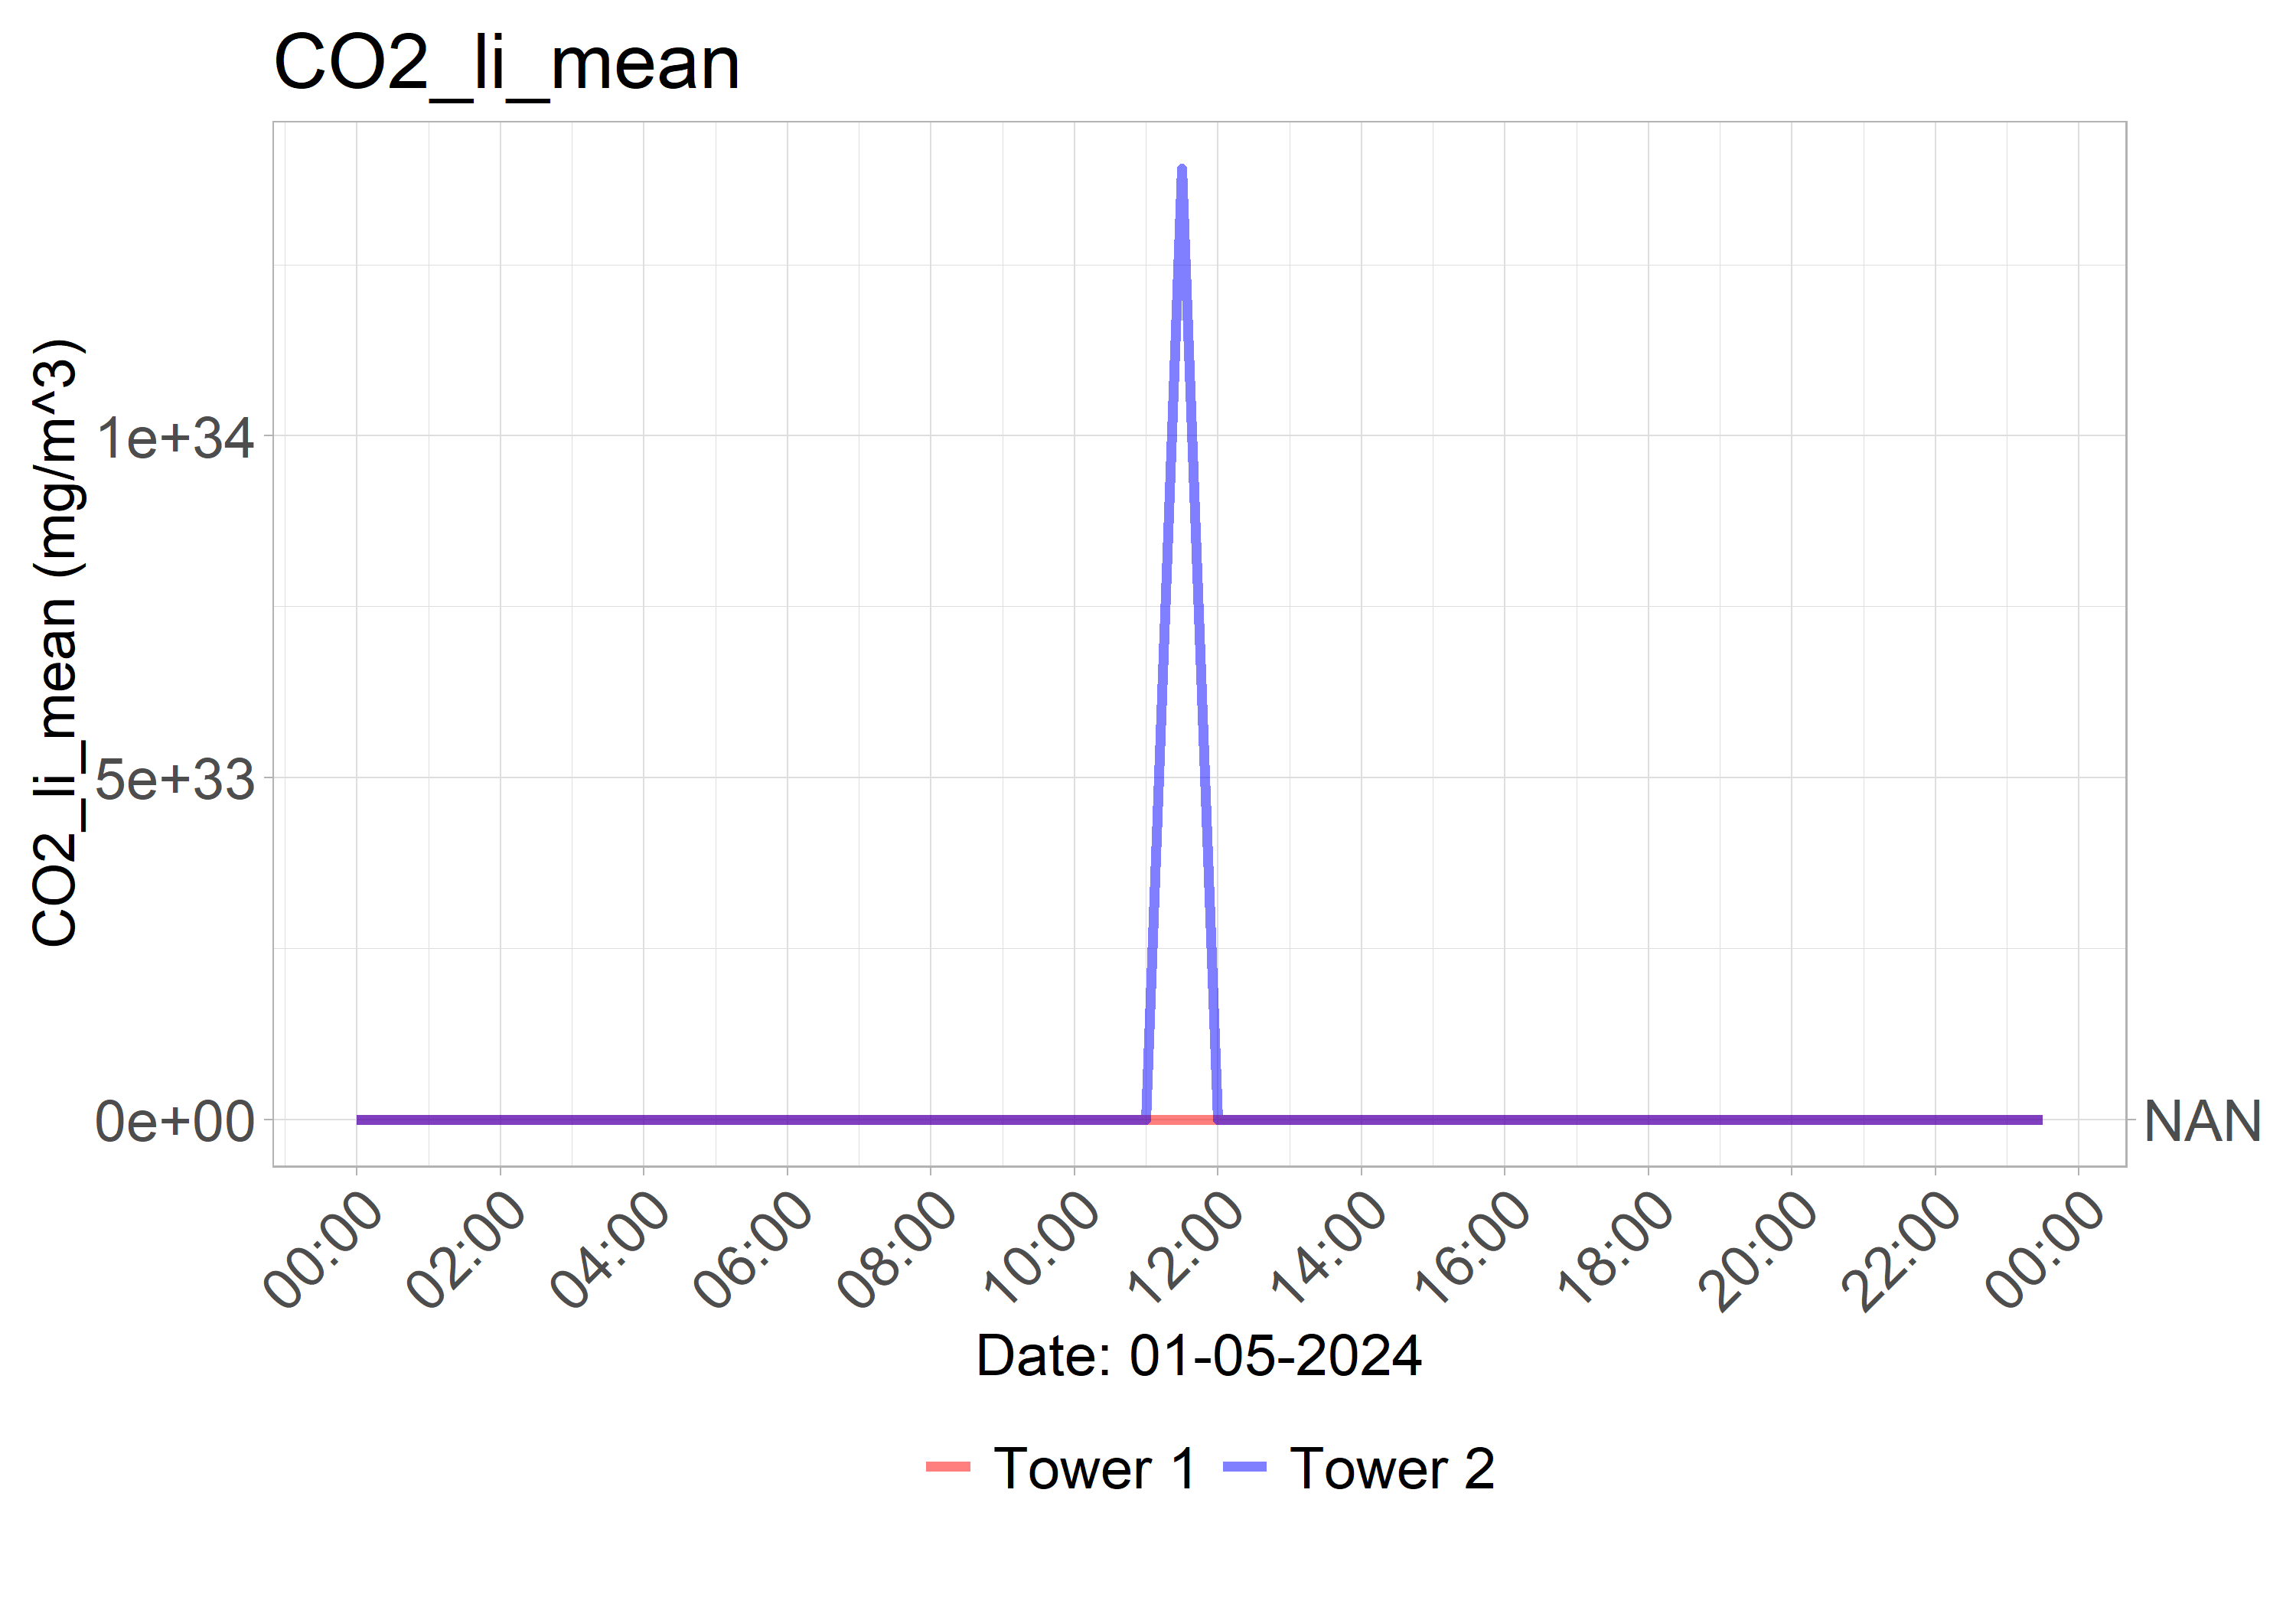 CO2_li_mean
CO2_li_mean (mg/m^3)
1e+34
5e+33
0e+00
NAN
00:00
02:00
04:00
06:00
08:00
10:00
12:00
14:00
16:00
18:00
20:00
22:00
00:00
Date: 01-05-2024
Tower 1
Tower 2